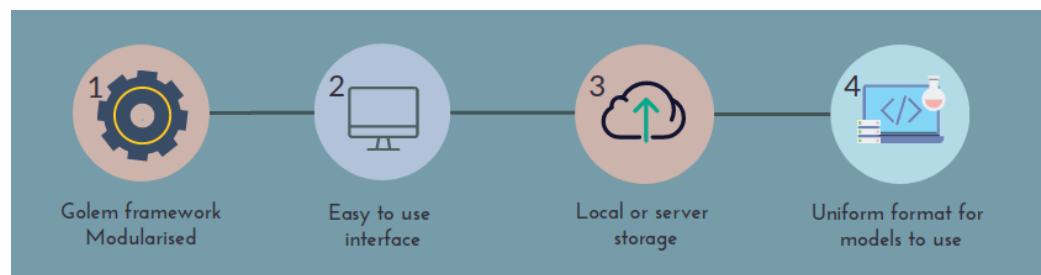 1
Golem framework
Modularised
2
Easy to use
interface
3
Local or server
storage
4
</>
Uniform format for
models to use